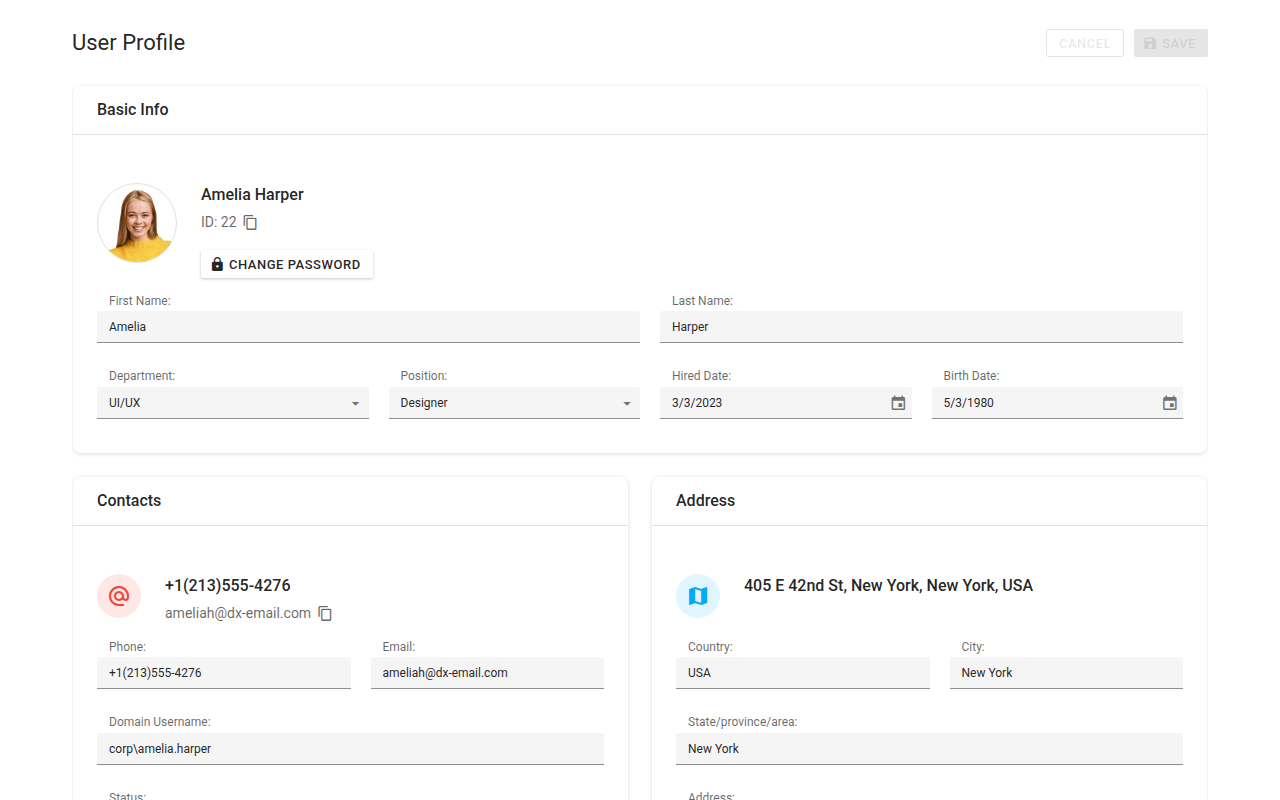 User Profile
CANCEL
SAVE
Basic Info
Amelia Harper
ID: 22
CHANGE PASSWORD
First Name:
Last Name:
Amelia
Harper
Department:
Position:
Hired Date:
Birth Date:
UI/UX
Designer
3/3/2023
5/3/1980
Contacts
+1(213)555-4276
ameliah@dx-email.com
Phone:
Email:
+1(213)555-4276
ameliah@dx-email.com
Domain Username:
corp\amelia.harper
Status:
Address
405 E 42nd St, New York, New York, USA
Country:
City:
USA
New York
State/province/area:
New York
Address: